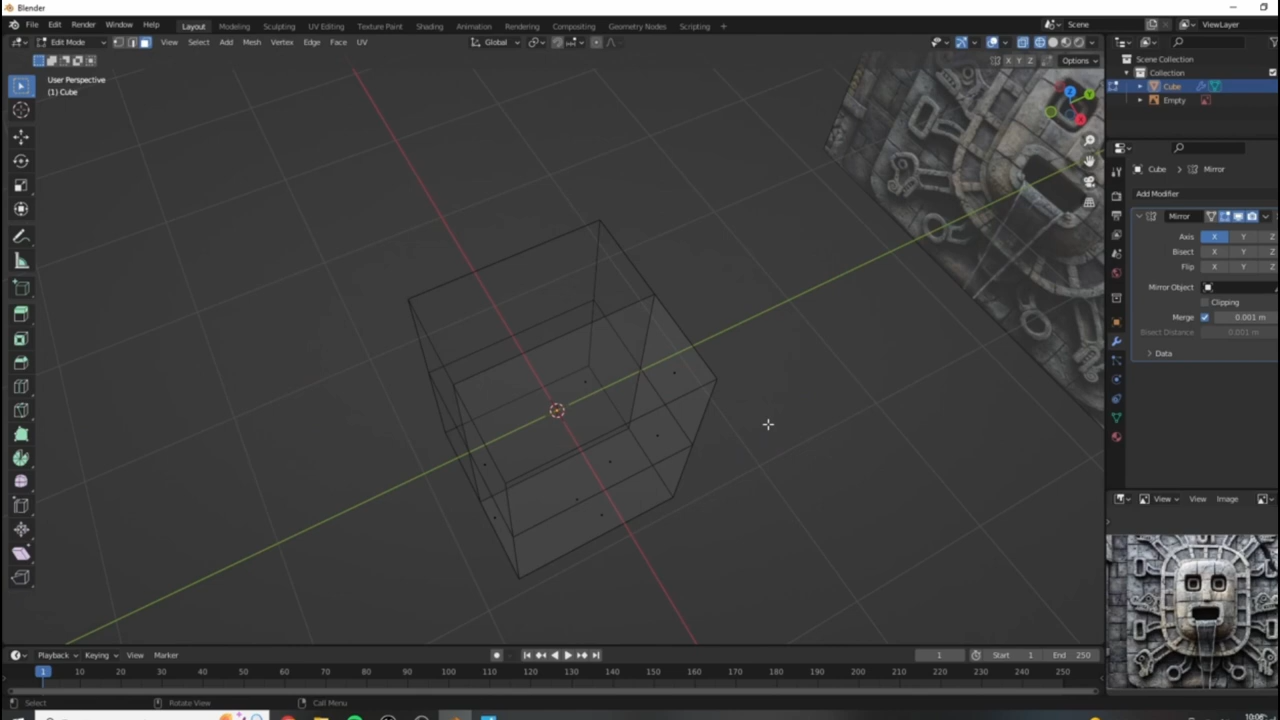 Blender
File Edit Render Window Help Layout Modeling Sculpting UV Editing Texture Paint Shading Animation Rendering Compositing Geometry Nodes Scripting + Scene ViewLayer
Edit Mode View Select Add Mesh Vertex Edge Face UV Global
X Y Z Options
User Perspective
(1) Cube
Scene Collection
Collection
Cube
Empty
Z
Y
X
Cube > Mirror
Add Modifier
Mirror
Axis X Y Z
Bisect X Y Z
Flip X Y Z
Mirror Object
Clipping
Merge 0.001 m
Bisect Distance 0.001 m
Data
View View Image
Playback Keying View Marker 1 Start 1 End 250
1 10 20 30 40 50 60 70 80 90 100 110 120 130 140 150 160 170 180 190 200 210 220 230 240 250
Select Rotate View Call Menu